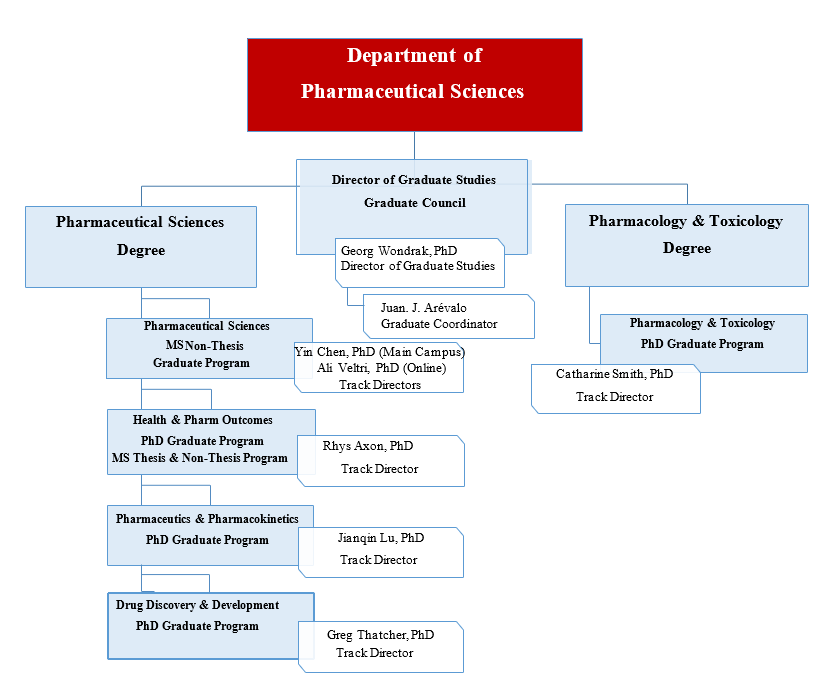 Department of
Pharmaceutical Sciences
Director of Graduate Studies
Graduate Council
Georg Wondrak, PhD
Director of Graduate Studies
Juan. J. Arévalo
Graduate Coordinator
Pharmaceutical Sciences
Degree
Pharmaceutical Sciences
MS Non-Thesis
Graduate Program
Yin Chen, PhD (Main Campus)
Ali Veltri, PhD (Online)
Track Directors
Health & Pharm Outcomes
PhD Graduate Program
MS Thesis & Non-Thesis Program
Rhys Axon, PhD
Track Director
Pharmaceutics & Pharmacokinetics
PhD Graduate Program
Jianqin Lu, PhD
Track Director
Drug Discovery & Development
PhD Graduate Program
Greg Thatcher, PhD
Track Director
Pharmacology & Toxicology
Degree
Pharmacology & Toxicology
PhD Graduate Program
Catharine Smith, PhD
Track Director